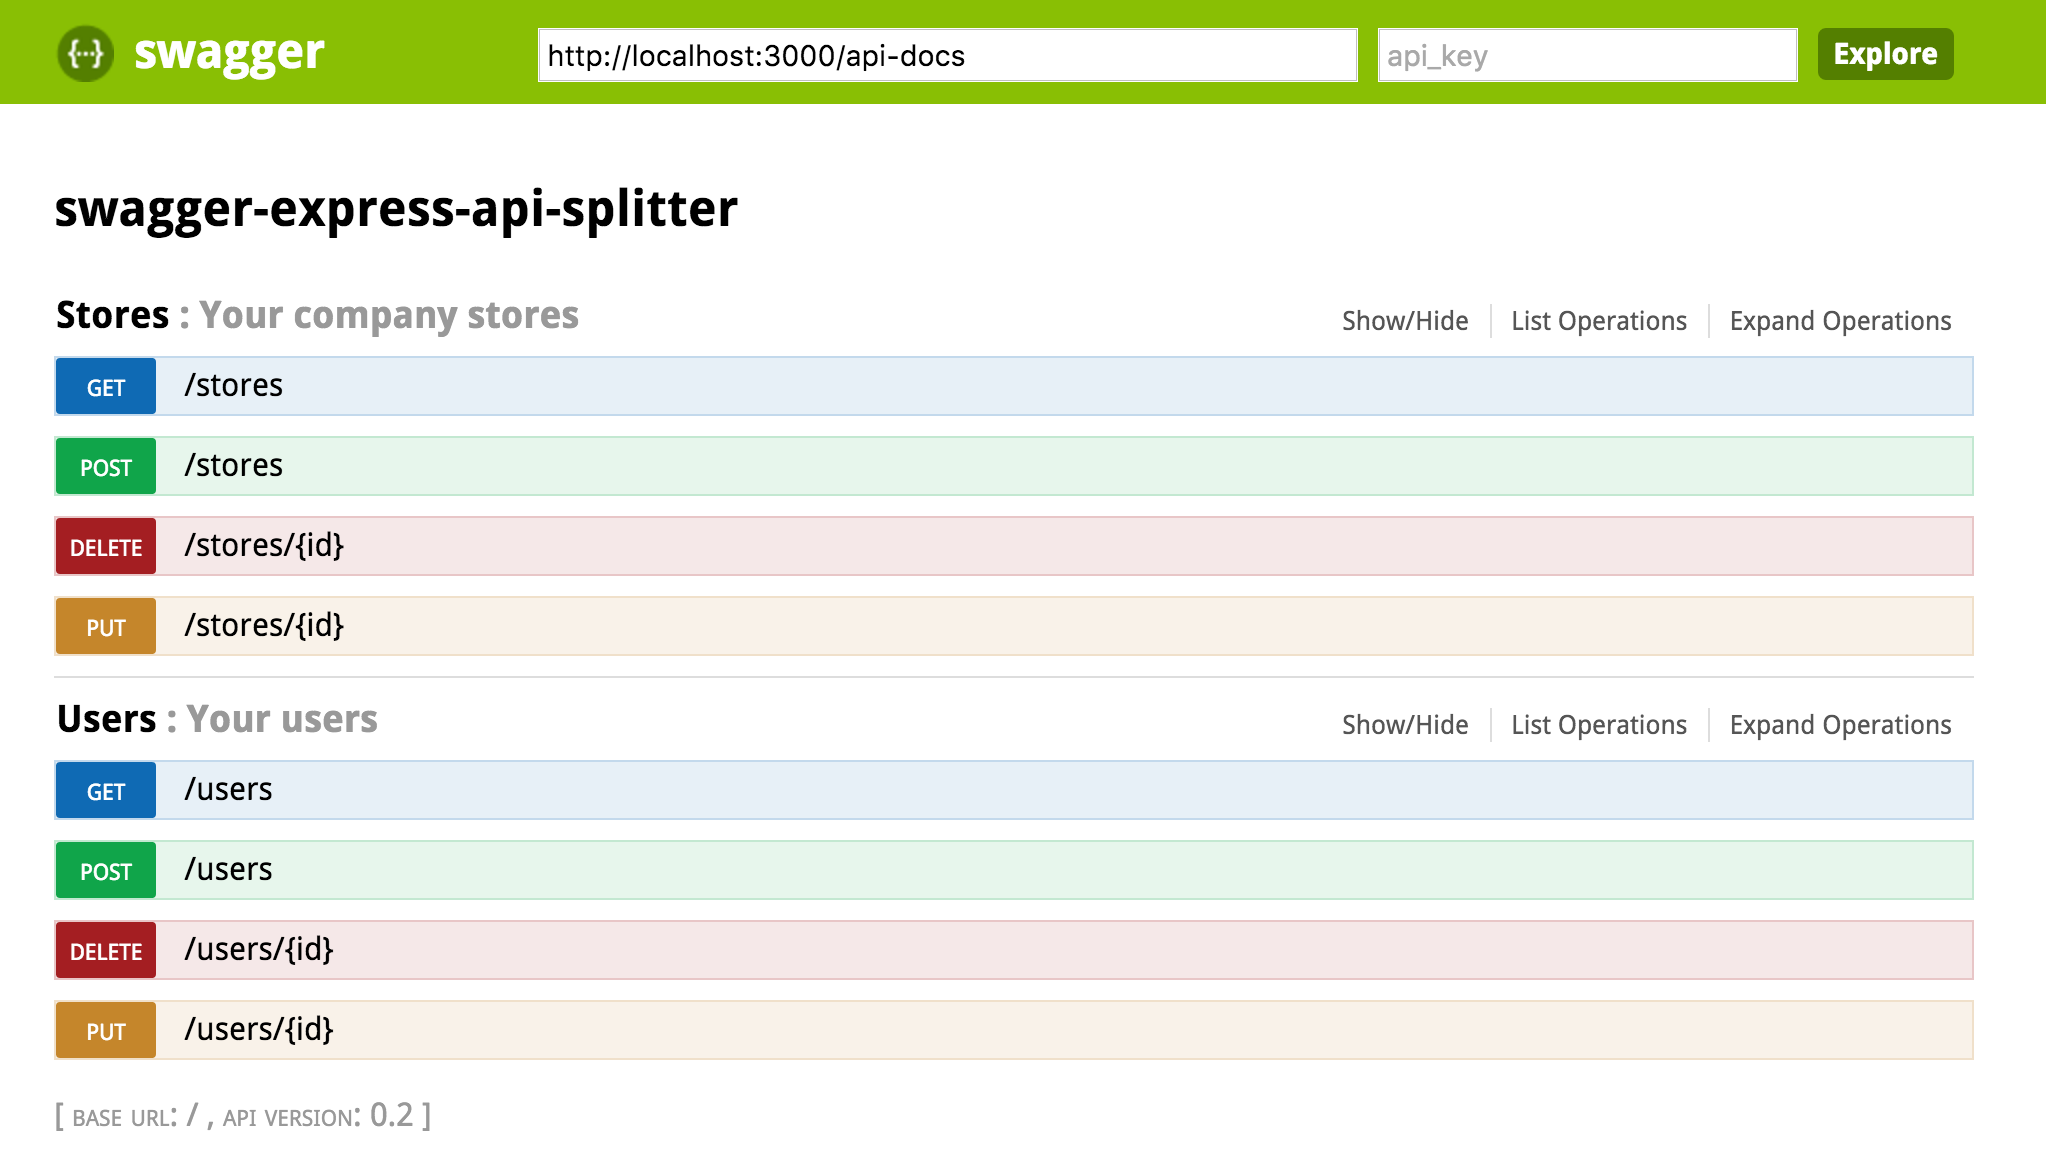 {···} swagger http://localhost:3000/api-docs api_key Explore
swagger-express-api-splitter
Stores : Your company stores Show/Hide List Operations Expand Operations
GET /stores
POST /stores
DELETE /stores/{id}
PUT /stores/{id}
Users : Your users Show/Hide List Operations Expand Operations
GET /users
POST /users
DELETE /users/{id}
PUT /users/{id}
[ BASE URL: / , API VERSION: 0.2 ]